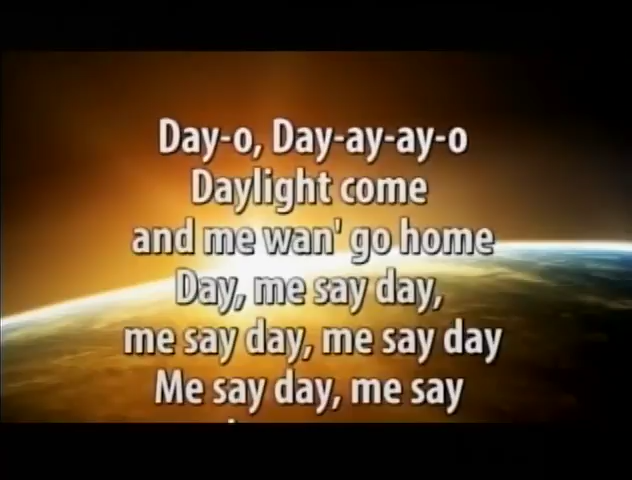 Day-o, Day-ay-ay-o
Daylight come
and me wan' go home
Day, me say day,
me say day, me say day
Me say day, me say